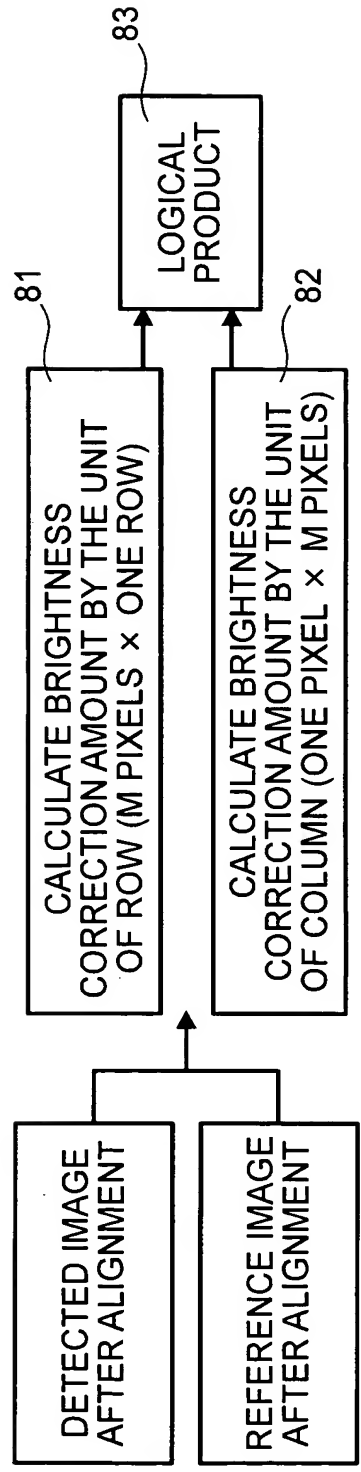 DETECTED IMAGE
AFTER ALIGNMENT
REFERENCE IMAGE
AFTER ALIGNMENT
81
CALCULATE BRIGHTNESS
CORRECTION AMOUNT BY THE UNIT
OF ROW (M PIXELS × ONE ROW)
82
CALCULATE BRIGHTNESS
CORRECTION AMOUNT BY THE UNIT
OF COLUMN (ONE PIXEL × M PIXELS)
83
LOGICAL
PRODUCT